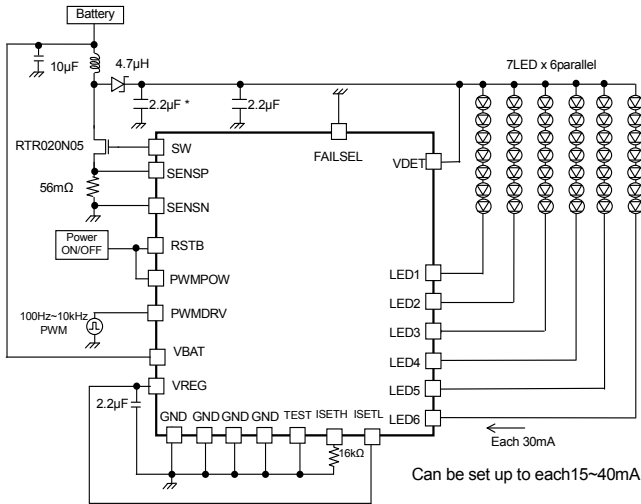 Battery
10µF
4.7µH
2.2µF *
2.2µF
7LED x 6parallel
RTR020N05
SW
FAILSEL
VDET
SENSP
56mΩ
SENSN
Power
ON/OFF
RSTB
PWMPOW
LED1
LED2
100Hz~10kHz
PWM
PWMDRV
LED3
VBAT
LED4
VREG
LED5
2.2µF
GND GND GND GND TEST ISETH ISETL
LED6
16kΩ
Each 30mA
Can be set up to each15~40mA